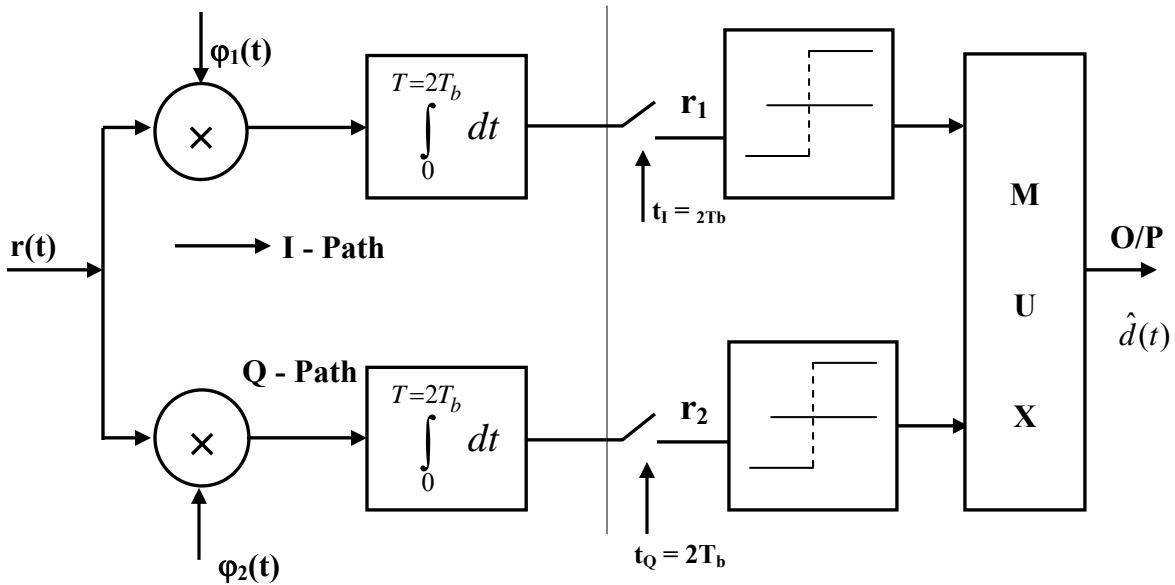 φ₁(t)
×
T=2T_b
∫ dt
0
r₁
t_I = 2Tb
I - Path
r(t)
M
U
X
O/P
d̂(t)
Q - Path
×
T=2T_b
∫ dt
0
r₂
t_Q = 2T_b
φ₂(t)